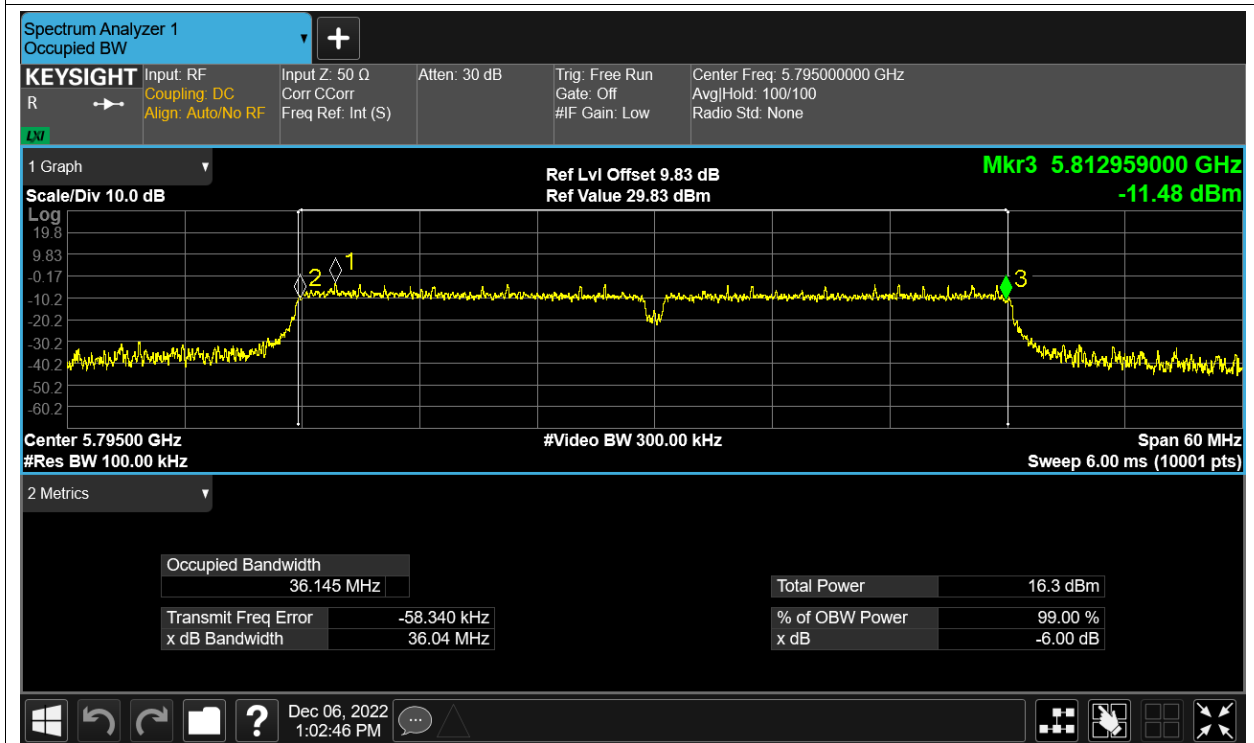 Spectrum Analyzer 1
Occupied BW
+
KEYSIGHT
R
LXI
Input: RF
Coupling: DC
Align: Auto/No RF
Input Z: 50 Ω
Corr CCorr
Freq Ref: Int (S)
Atten: 30 dB
Trig: Free Run
Gate: Off
#IF Gain: Low
Center Freq: 5.795000000 GHz
Avg|Hold: 100/100
Radio Std: None
1 Graph
Scale/Div 10.0 dB
Ref Lvl Offset 9.83 dB
Ref Value 29.83 dBm
Mkr3 5.812959000 GHz
-11.48 dBm
Log
19.8
9.83
-0.17
-10.2
-20.2
-30.2
-40.2
-50.2
-60.2
2
1
3
Center 5.79500 GHz
#Res BW 100.00 kHz
#Video BW 300.00 kHz
Span 60 MHz
Sweep 6.00 ms (10001 pts)
2 Metrics
Occupied Bandwidth
36.145 MHz
Transmit Freq Error -58.340 kHz
x dB Bandwidth 36.04 MHz
Total Power 16.3 dBm
% of OBW Power 99.00 %
x dB -6.00 dB
?
Dec 06, 2022
1:02:46 PM